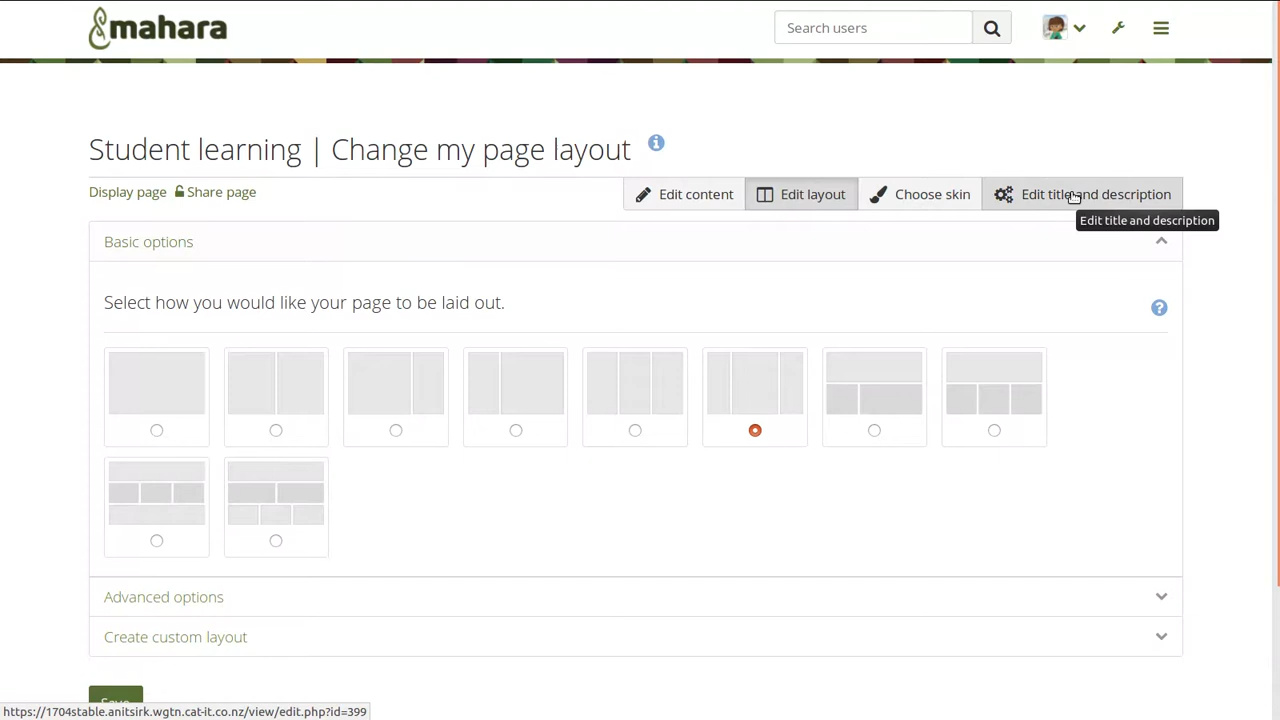 mahara
Search users
Student learning | Change my page layout
Display page Share page
Edit content Edit layout Choose skin Edit title and description
Edit title and description
Basic options
Select how you would like your page to be laid out.
Advanced options
Create custom layout
Save
https://1704stable.anitsirk.wgtn.cat-it.co.nz/view/edit.php?id=399